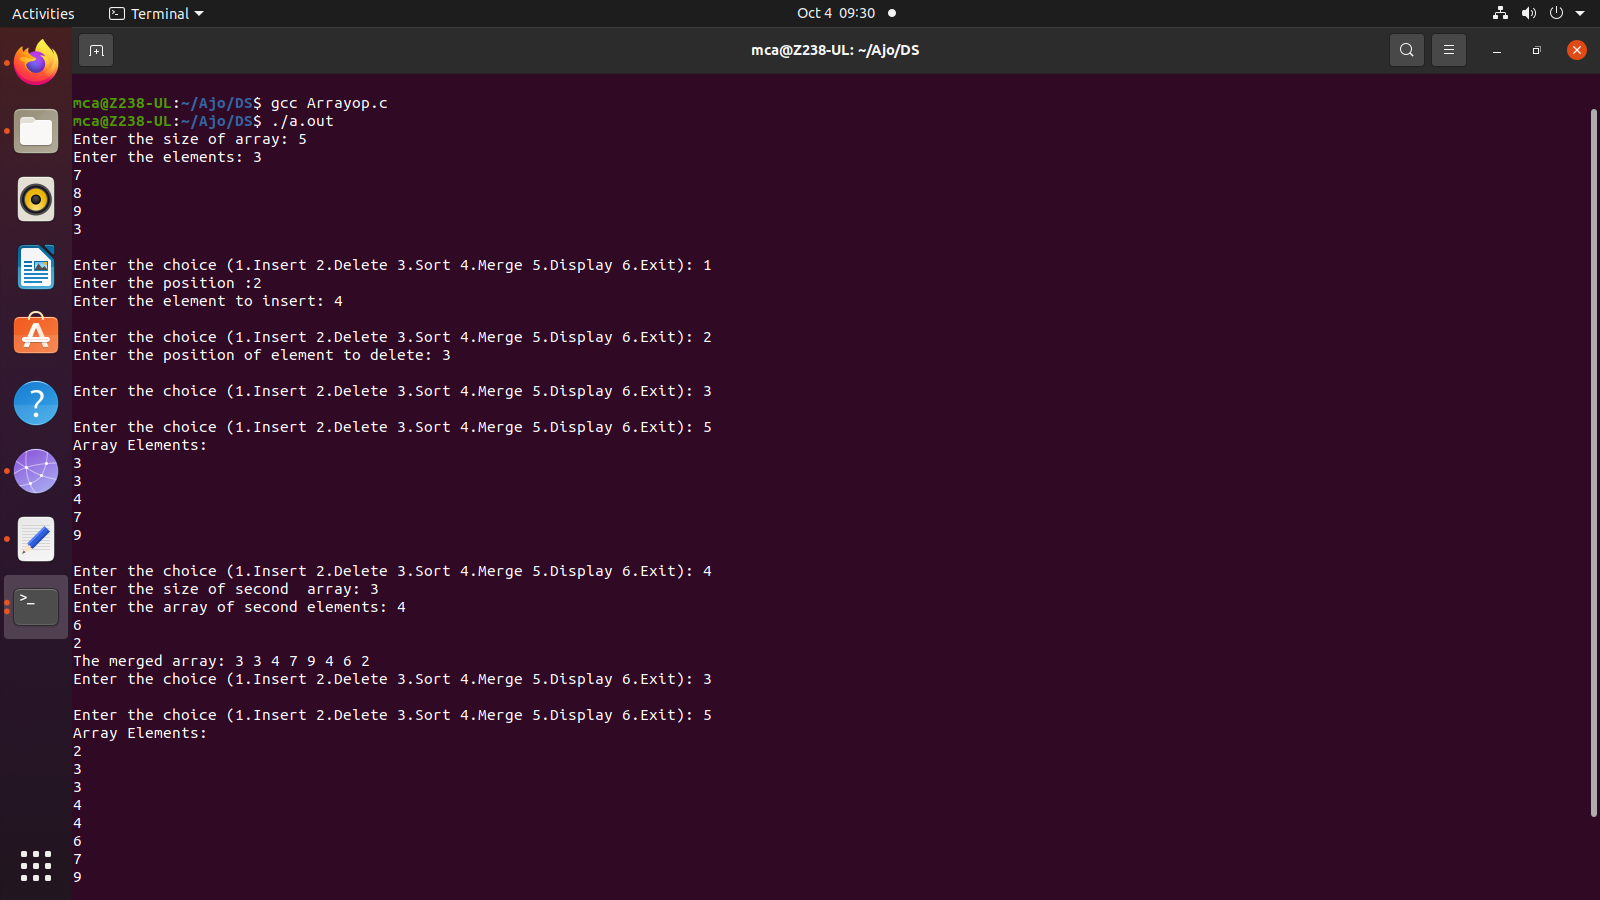 Activities Terminal Oct 4 09:30
mca@Z238-UL: ~/Ajo/DS
mca@Z238-UL:~/Ajo/DS$ gcc Arrayop.c
mca@Z238-UL:~/Ajo/DS$ ./a.out
Enter the size of array: 5
Enter the elements: 3
7
8
9
3
Enter the choice (1.Insert 2.Delete 3.Sort 4.Merge 5.Display 6.Exit): 1
Enter the position :2
Enter the element to insert: 4
Enter the choice (1.Insert 2.Delete 3.Sort 4.Merge 5.Display 6.Exit): 2
Enter the position of element to delete: 3
Enter the choice (1.Insert 2.Delete 3.Sort 4.Merge 5.Display 6.Exit): 3
Enter the choice (1.Insert 2.Delete 3.Sort 4.Merge 5.Display 6.Exit): 5
Array Elements:
3
3
4
7
9
Enter the choice (1.Insert 2.Delete 3.Sort 4.Merge 5.Display 6.Exit): 4
Enter the size of second  array: 3
Enter the array of second elements: 4
6
2
The merged array: 3 3 4 7 9 4 6 2
Enter the choice (1.Insert 2.Delete 3.Sort 4.Merge 5.Display 6.Exit): 3
Enter the choice (1.Insert 2.Delete 3.Sort 4.Merge 5.Display 6.Exit): 5
Array Elements:
2
3
3
4
4
6
7
9